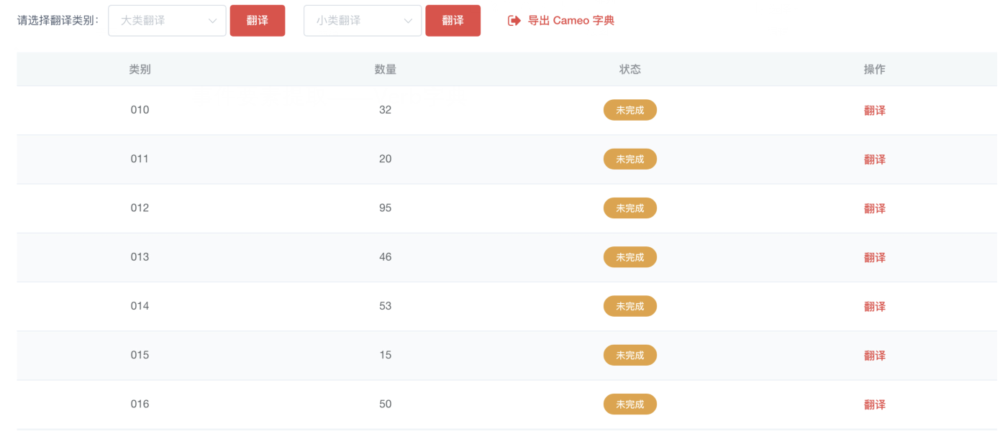 请选择翻译类别: 大类翻译 翻译 小类翻译 翻译 导出 Cameo 字典
类别 数量 状态 操作
010 32 未完成 翻译
011 20 未完成 翻译
012 95 未完成 翻译
013 46 未完成 翻译
014 53 未完成 翻译
015 15 未完成 翻译
016 50 未完成 翻译